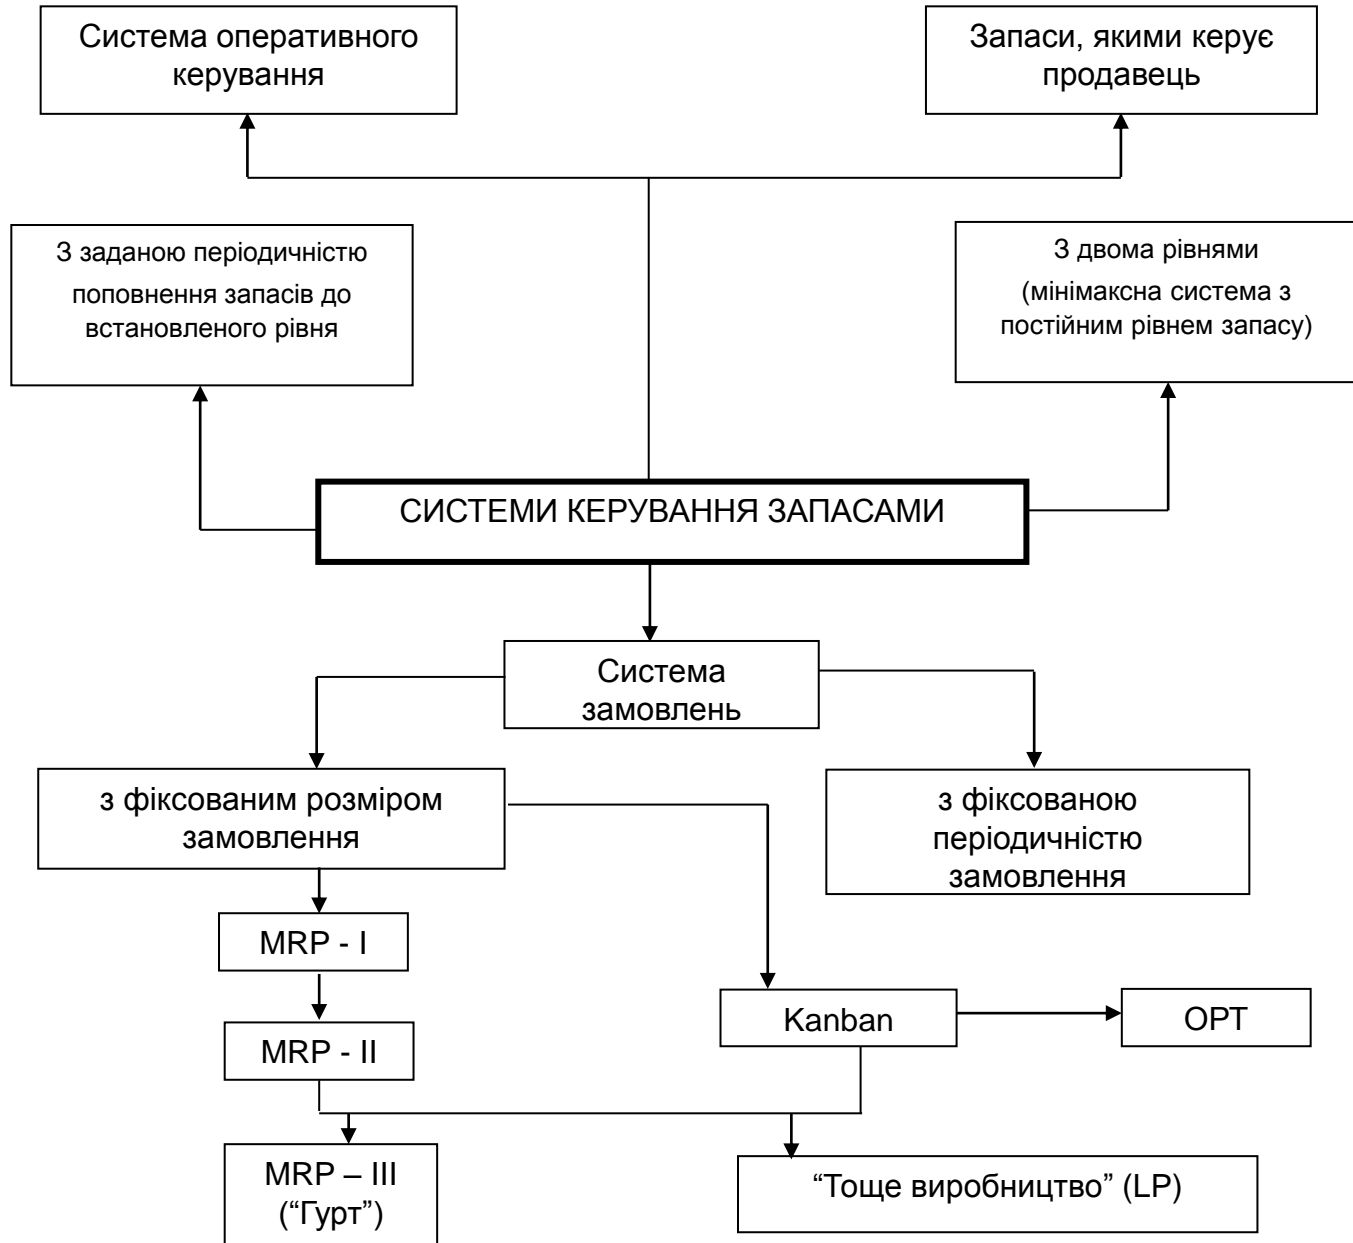 Система оперативного
керування
Запаси, якими керує
продавець
З заданою періодичністю
поповнення запасів до
встановленого рівня
З двома рівнями
(мінімаксна система з
постійним рівнем запасу)
СИСТЕМИ КЕРУВАННЯ ЗАПАСАМИ
Система
замовлень
з фіксованим розміром
замовлення
з фіксованою
періодичністю
замовлення
MRP - I
MRP - II
Kanban
ОРТ
MRP – III
(“Гурт”)
“Тоще виробництво” (LP)